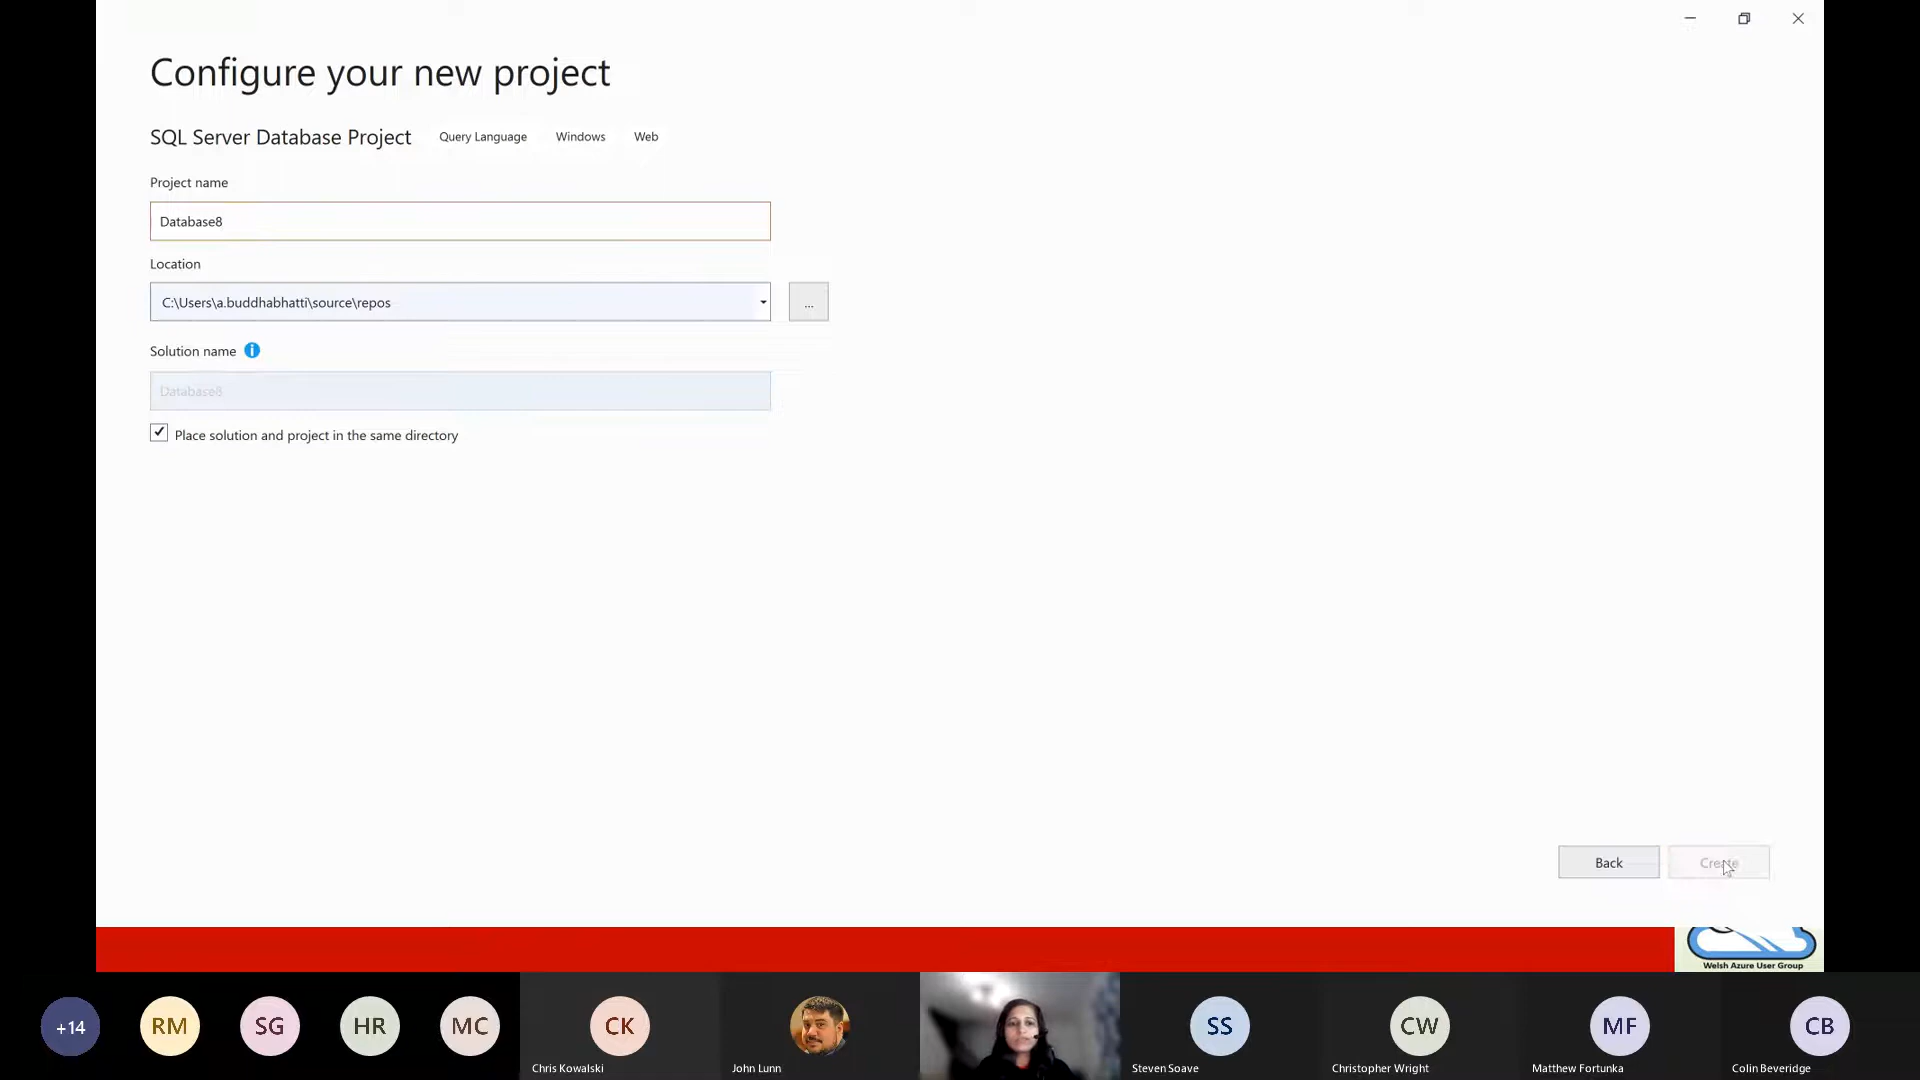 Configure your new project
SQL Server Database Project Query Language Windows Web
Project name
Database8
Location
C:\Users\a.buddhabhatti\source\repos
...
Solution name
Database8
Place solution and project in the same directory
Back Create
Welsh Azure User Group
+14 RM SG HR MC CK SS CW MF CB
Chris Kowalski John Lunn Steven Soave Christopher Wright Matthew Fortunka Colin Beveridge